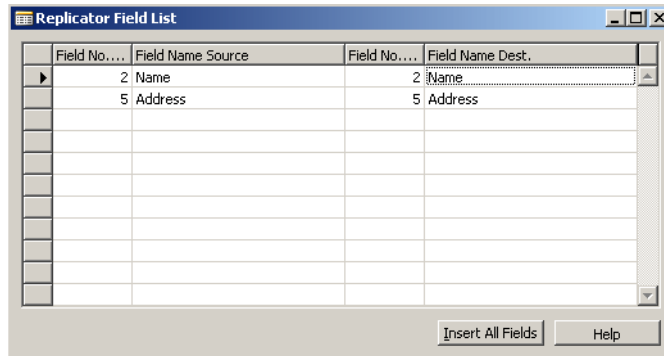 Replicator Field List
Field No.... Field Name Source Field No.... Field Name Dest.
2 Name 2 Name
5 Address 5 Address
Insert All Fields Help